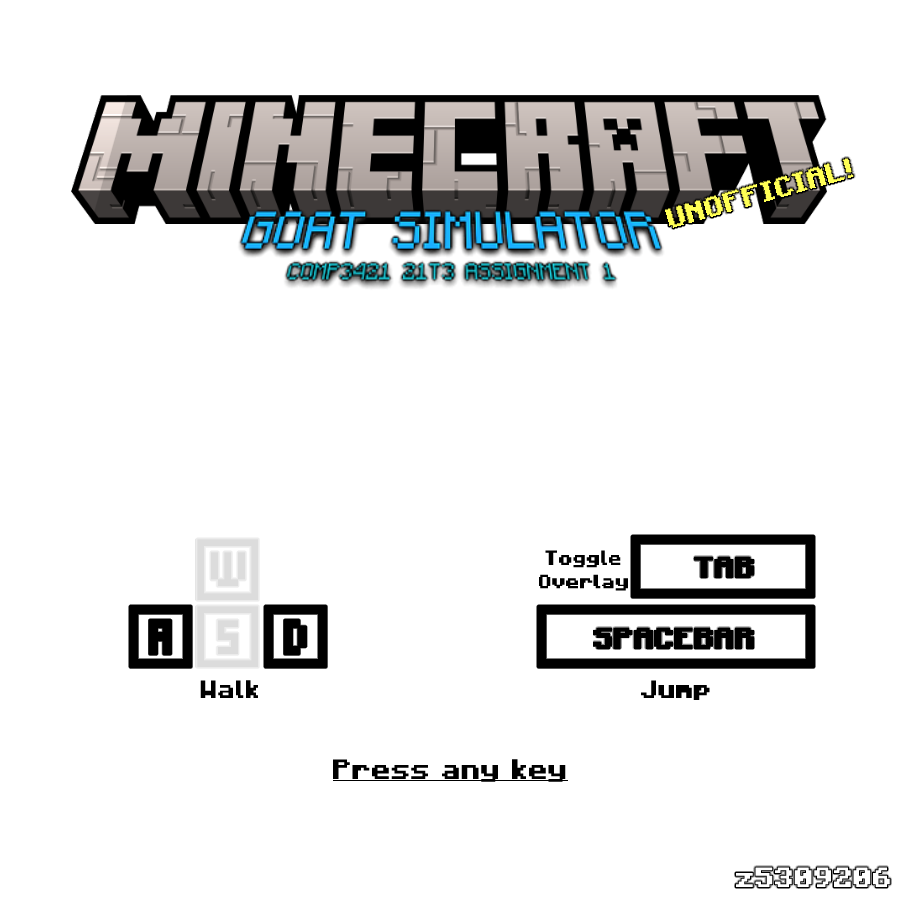 MINECRAFT
UNOFFICIAL!
GOAT SIMULATOR
COMP3421 21T3 ASSIGNMENT 1
W
Toggle
Overlay
TAB
A
S
D
SPACEBAR
Walk
Jump
Press any key
z5309206